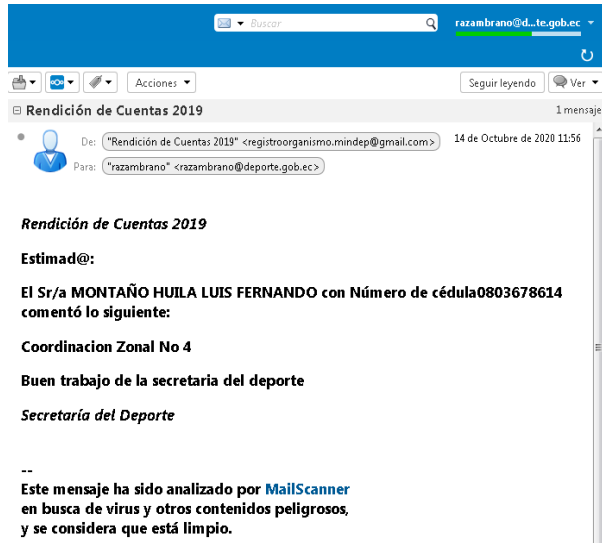 Buscar
razambrano@d...te.gob.ec
Acciones
Seguir leyendo
Ver
Rendición de Cuentas 2019
1 mensaje
De: "Rendición de Cuentas 2019" <registroorganismo.mindep@gmail.com>
14 de Octubre de 2020 11:56
Para: "razambrano" <razambrano@deporte.gob.ec>
Rendición de Cuentas 2019
Estimad@:
El Sr/a MONTAÑO HUILA LUIS FERNANDO con Número de cédula0803678614
comentó lo siguiente:
Coordinacion Zonal No 4
Buen trabajo de la secretaria del deporte
Secretaría del Deporte
--
Este mensaje ha sido analizado por MailScanner
en busca de virus y otros contenidos peligrosos,
y se considera que está limpio.